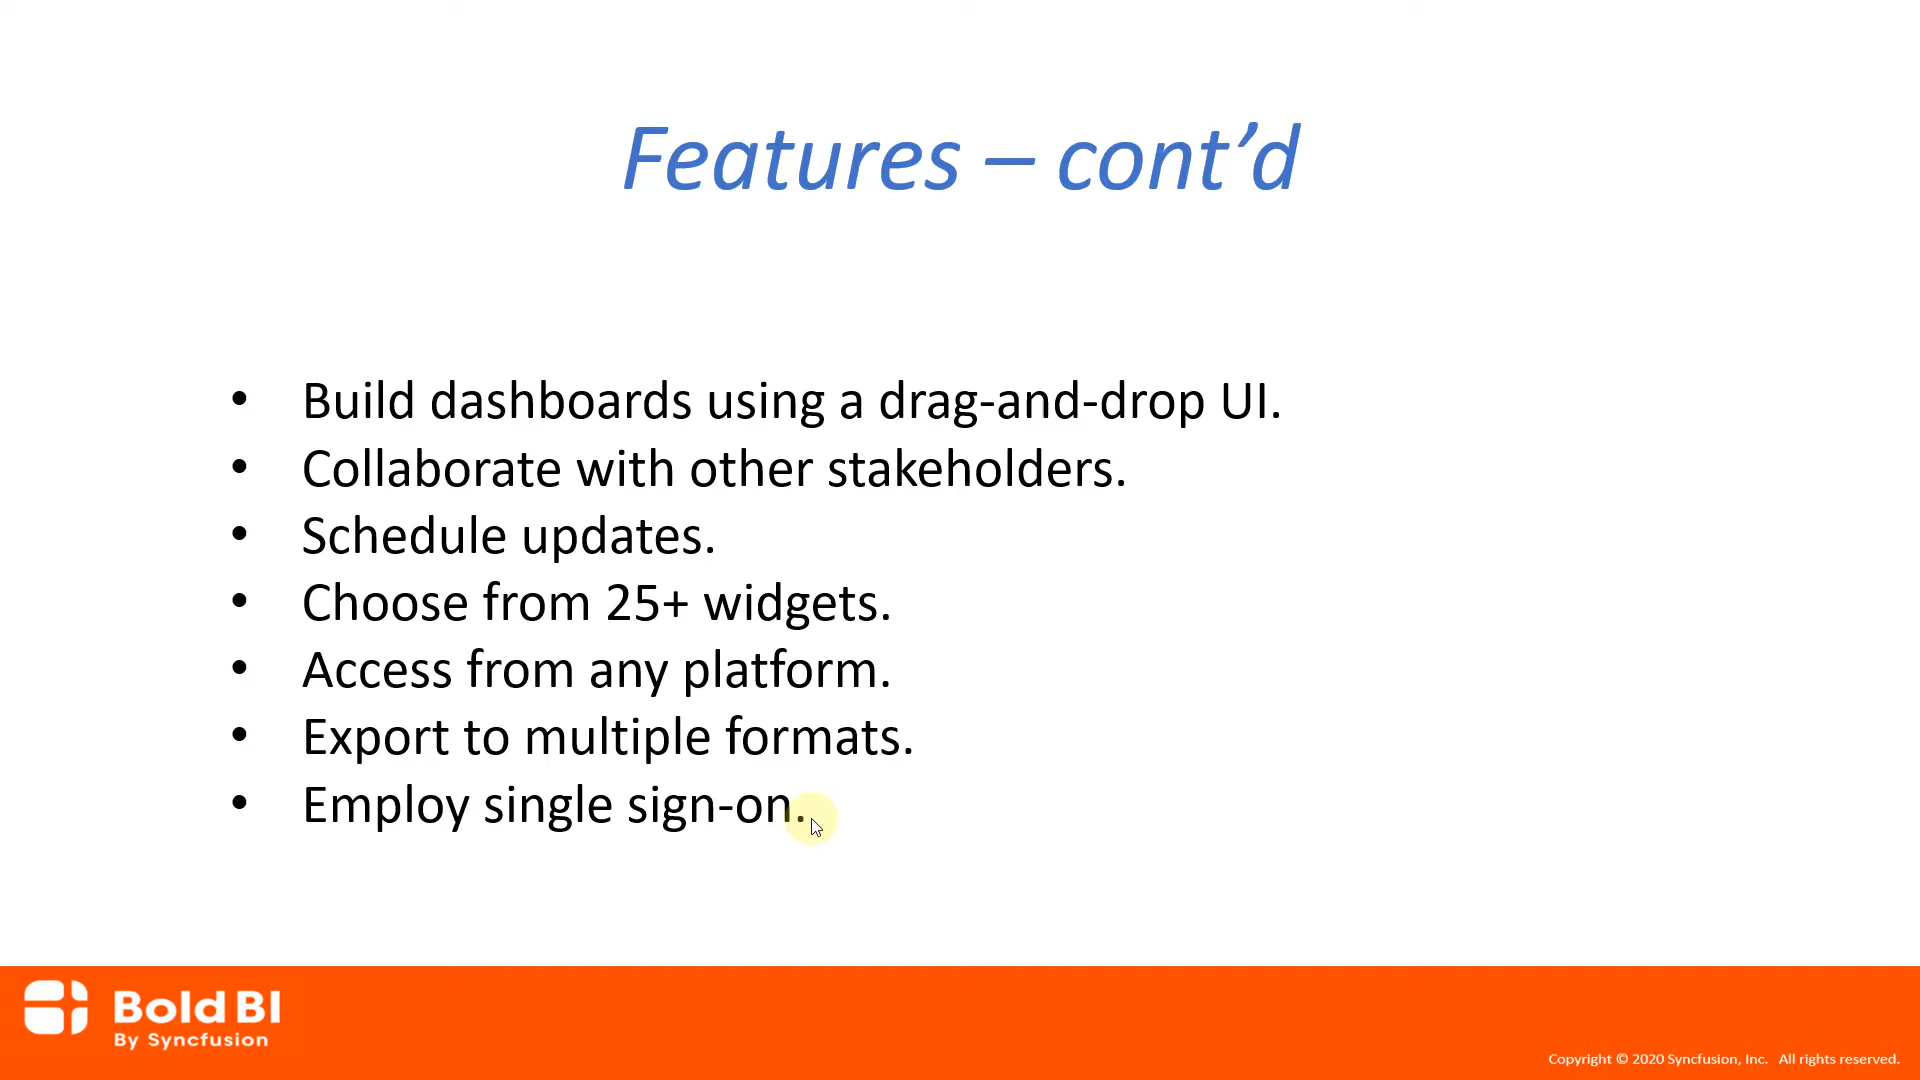 Features – cont’d
• Build dashboards using a drag-and-drop UI.
• Collaborate with other stakeholders.
• Schedule updates.
• Choose from 25+ widgets.
• Access from any platform.
• Export to multiple formats.
• Employ single sign-on.
Bold BI
By Syncfusion
Copyright © 2020 Syncfusion, Inc. All rights reserved.